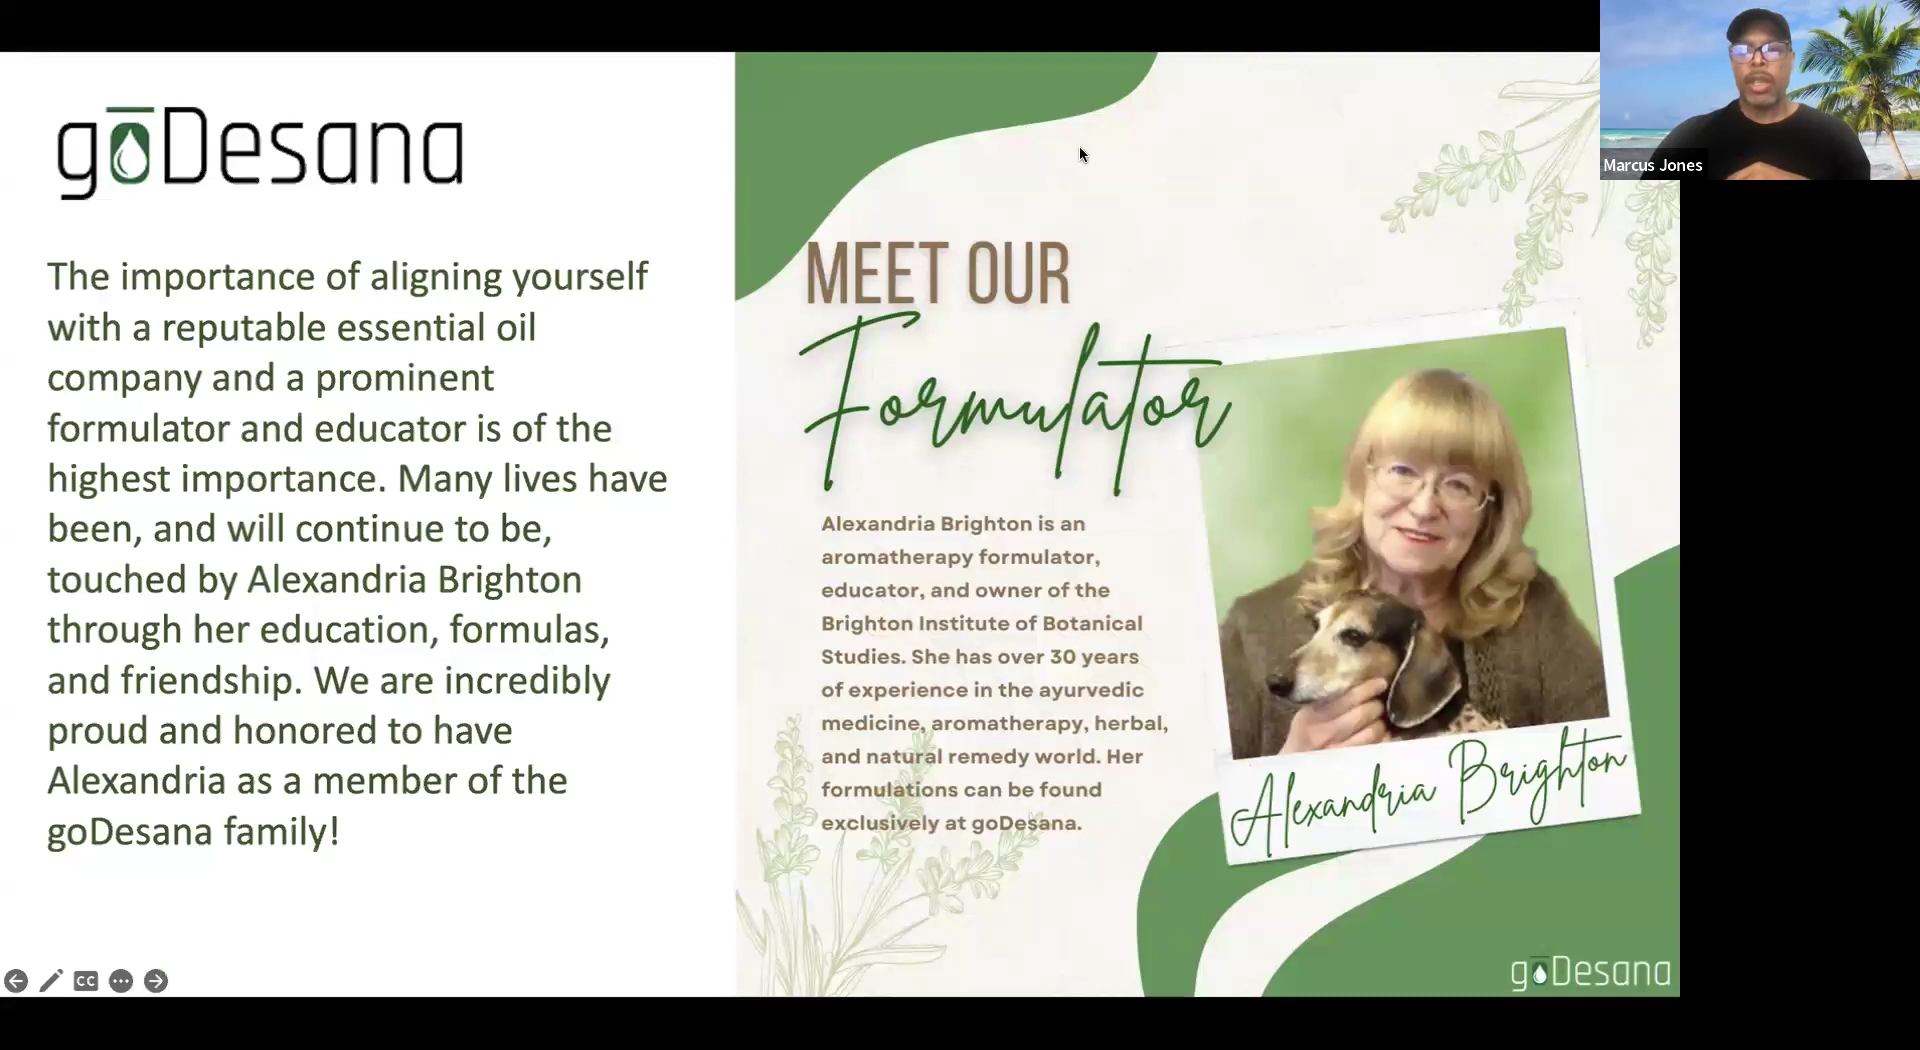 gōDesana
The importance of aligning yourself
with a reputable essential oil
company and a prominent
formulator and educator is of the
highest importance. Many lives have
been, and will continue to be,
touched by Alexandria Brighton
through her education, formulas,
and friendship. We are incredibly
proud and honored to have
Alexandria as a member of the
goDesana family!
MEET OUR
Formulator
Alexandria Brighton is an
aromatherapy formulator,
educator, and owner of the
Brighton Institute of Botanical
Studies. She has over 30 years
of experience in the ayurvedic
medicine, aromatherapy, herbal,
and natural remedy world. Her
formulations can be found
exclusively at goDesana.
Alexandria Brighton
gōDesana
Marcus Jones
CC